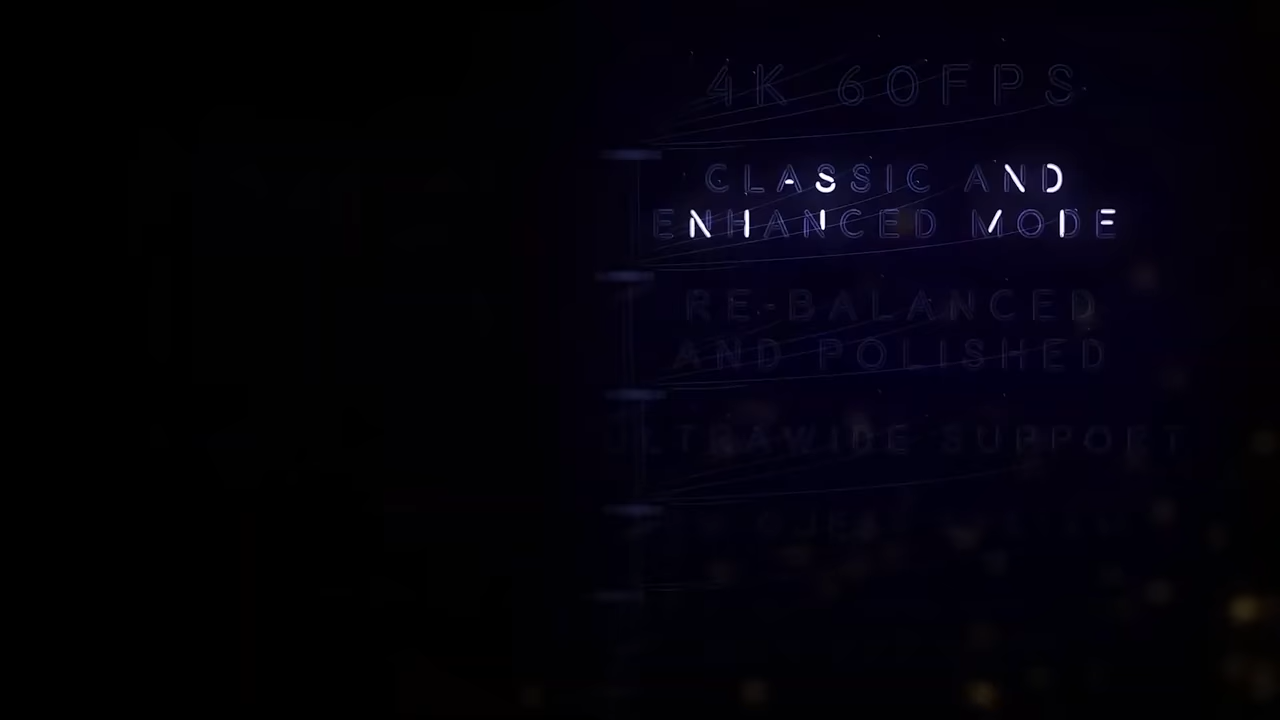 4K 60FPS
CLASSIC AND
ENHANCED MODE
RE-BALANCED
AND POLISHED
ULTRAWIDE SUPPORT